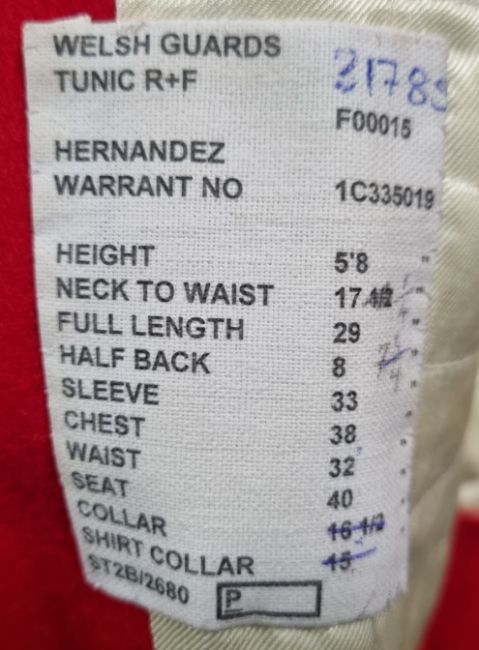 WELSH GUARDS
TUNIC R+F 3178
F00015
HERNANDEZ
WARRANT NO 1C335019
HEIGHT 5'8 "
NECK TO WAIST 17 1/2 "
FULL LENGTH 29 "
HALF BACK 8
SLEEVE 33
CHEST 38
WAIST 32
SEAT 40
COLLAR 16 1/2
SHIRT COLLAR 15
ST2B/2680 P